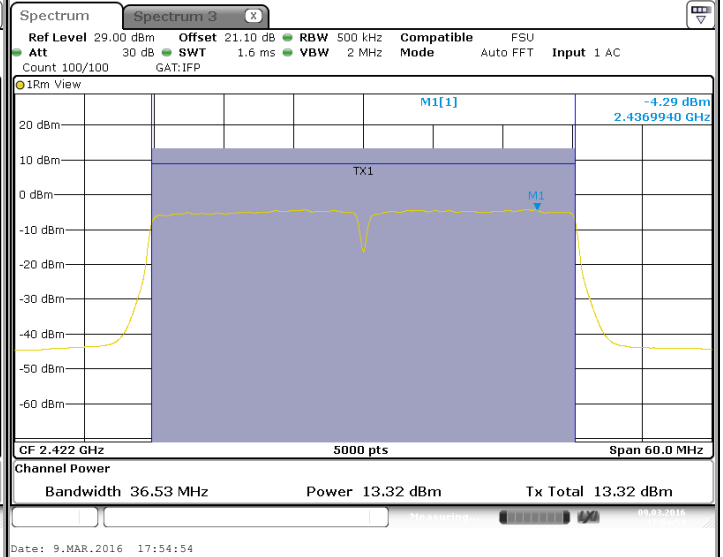 Spectrum Spectrum 3 X
Ref Level 29.00 dBm Offset 21.10 dB RBW 500 kHz Compatible FSU
Att 30 dB SWT 1.6 ms VBW 2 MHz Mode Auto FFT Input 1 AC
Count 100/100 GAT:IFP
1Rm View
M1[1] -4.29 dBm
2.4369940 GHz
20 dBm
10 dBm
TX1
0 dBm
M1
-10 dBm
-20 dBm
-30 dBm
-40 dBm
-50 dBm
-60 dBm
CF 2.422 GHz 5000 pts Span 60.0 MHz
Channel Power
Bandwidth 36.53 MHz Power 13.32 dBm Tx Total 13.32 dBm
Measuring... 09.03.2016
Date: 9.MAR.2016 17:54:54